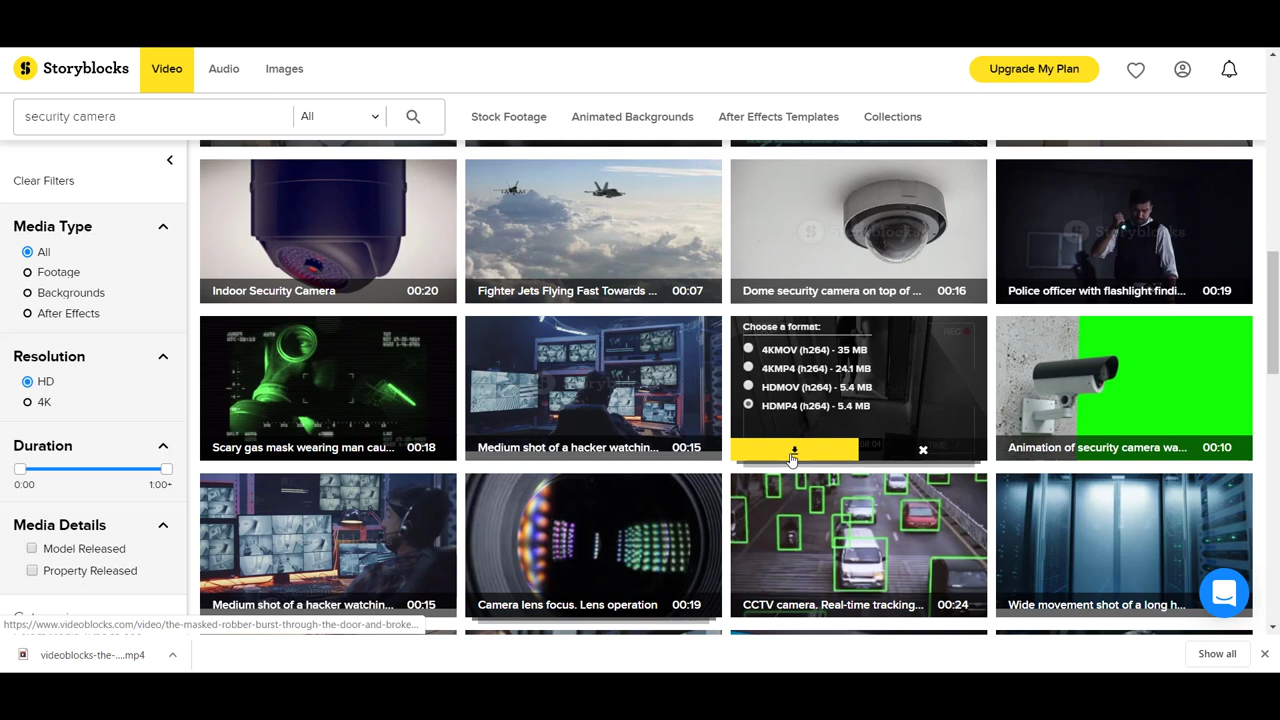 Storyblocks
Video
Audio
Images
Upgrade My Plan
security camera
All
Stock Footage
Animated Backgrounds
After Effects Templates
Collections
Clear Filters
Media Type
All
Footage
Backgrounds
After Effects
Resolution
HD
4K
Duration
0:00
1:00+
Media Details
Model Released
Property Released
Indoor Security Camera 00:20
Fighter Jets Flying Fast Towards ... 00:07
Dome security camera on top of ... 00:16
Police officer with flashlight findi... 00:19
Scary gas mask wearing man cau... 00:18
Medium shot of a hacker watchin... 00:15
Choose a format:
4KMOV (h264) - 35 MB
4KMP4 (h264) - 24.1 MB
HDMOV (h264) - 5.4 MB
HDMP4 (h264) - 5.4 MB
REC
Animation of security camera wa... 00:10
Medium shot of a hacker watchin... 00:15
Camera lens focus. Lens operation 00:19
CCTV camera. Real-time tracking... 00:24
Wide movement shot of a long h...
https://www.videoblocks.com/video/the-masked-robber-burst-through-the-door-and-broke...
videoblocks-the-....mp4
Show all